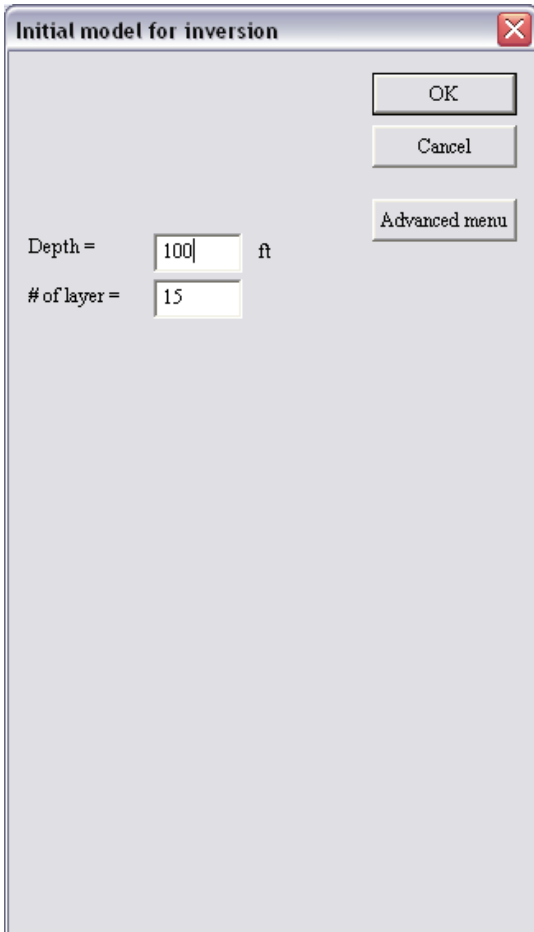 Initial model for inversion
OK
Cancel
Advanced menu
Depth = 100 ft
# of layer = 15